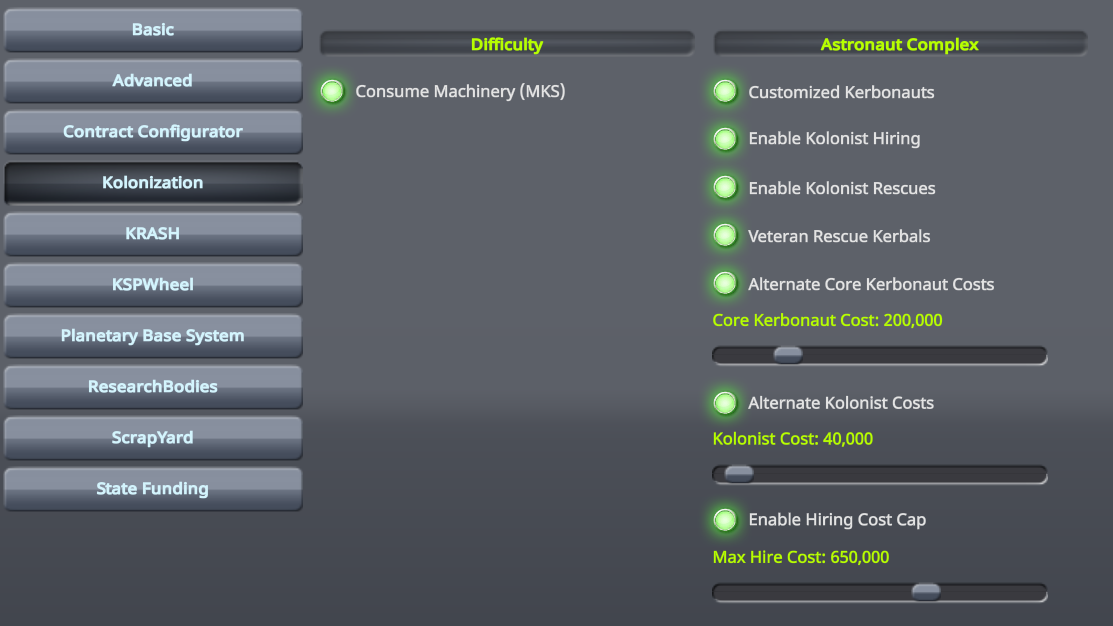 Basic
Advanced
Contract Configurator
Kolonization
KRASH
KSPWheel
Planetary Base System
ResearchBodies
ScrapYard
State Funding
Difficulty
Consume Machinery (MKS)
Astronaut Complex
Customized Kerbonauts
Enable Kolonist Hiring
Enable Kolonist Rescues
Veteran Rescue Kerbals
Alternate Core Kerbonaut Costs
Core Kerbonaut Cost: 200,000
Alternate Kolonist Costs
Kolonist Cost: 40,000
Enable Hiring Cost Cap
Max Hire Cost: 650,000